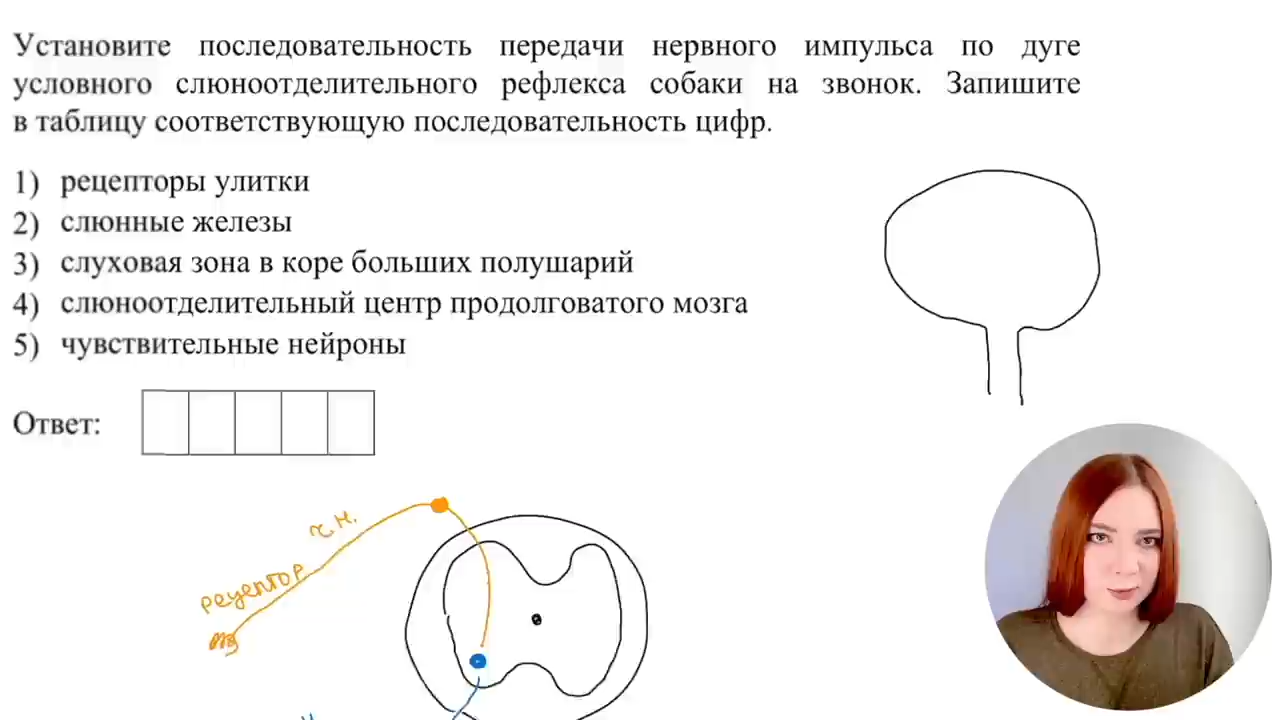 Установите последовательность передачи нервного импульса по дуге
условного слюноотделительного рефлекса собаки на звонок. Запишите
в таблицу соответствующую последовательность цифр.
1) рецепторы улитки
2) слюнные железы
3) слуховая зона в коре больших полушарий
4) слюноотделительный центр продолговатого мозга
5) чувствительные нейроны
Ответ:
ч.н.
рецептор